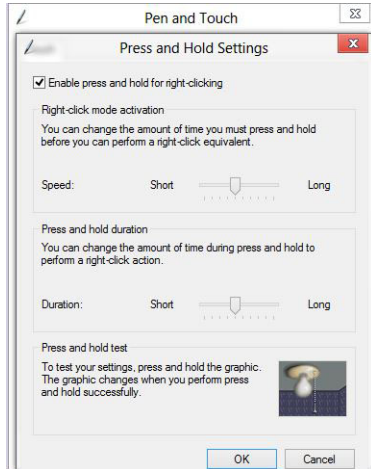 Pen and Touch
Press and Hold Settings
Enable press and hold for right-clicking
Right-click mode activation
You can change the amount of time you must press and hold
before you can perform a right-click equivalent.
Speed: Short Long
Press and hold duration
You can change the amount of time during press and hold to
perform a right-click action.
Duration: Short Long
Press and hold test
To test your settings, press and hold the graphic.
The graphic changes when you perform press
and hold successfully.
OK Cancel